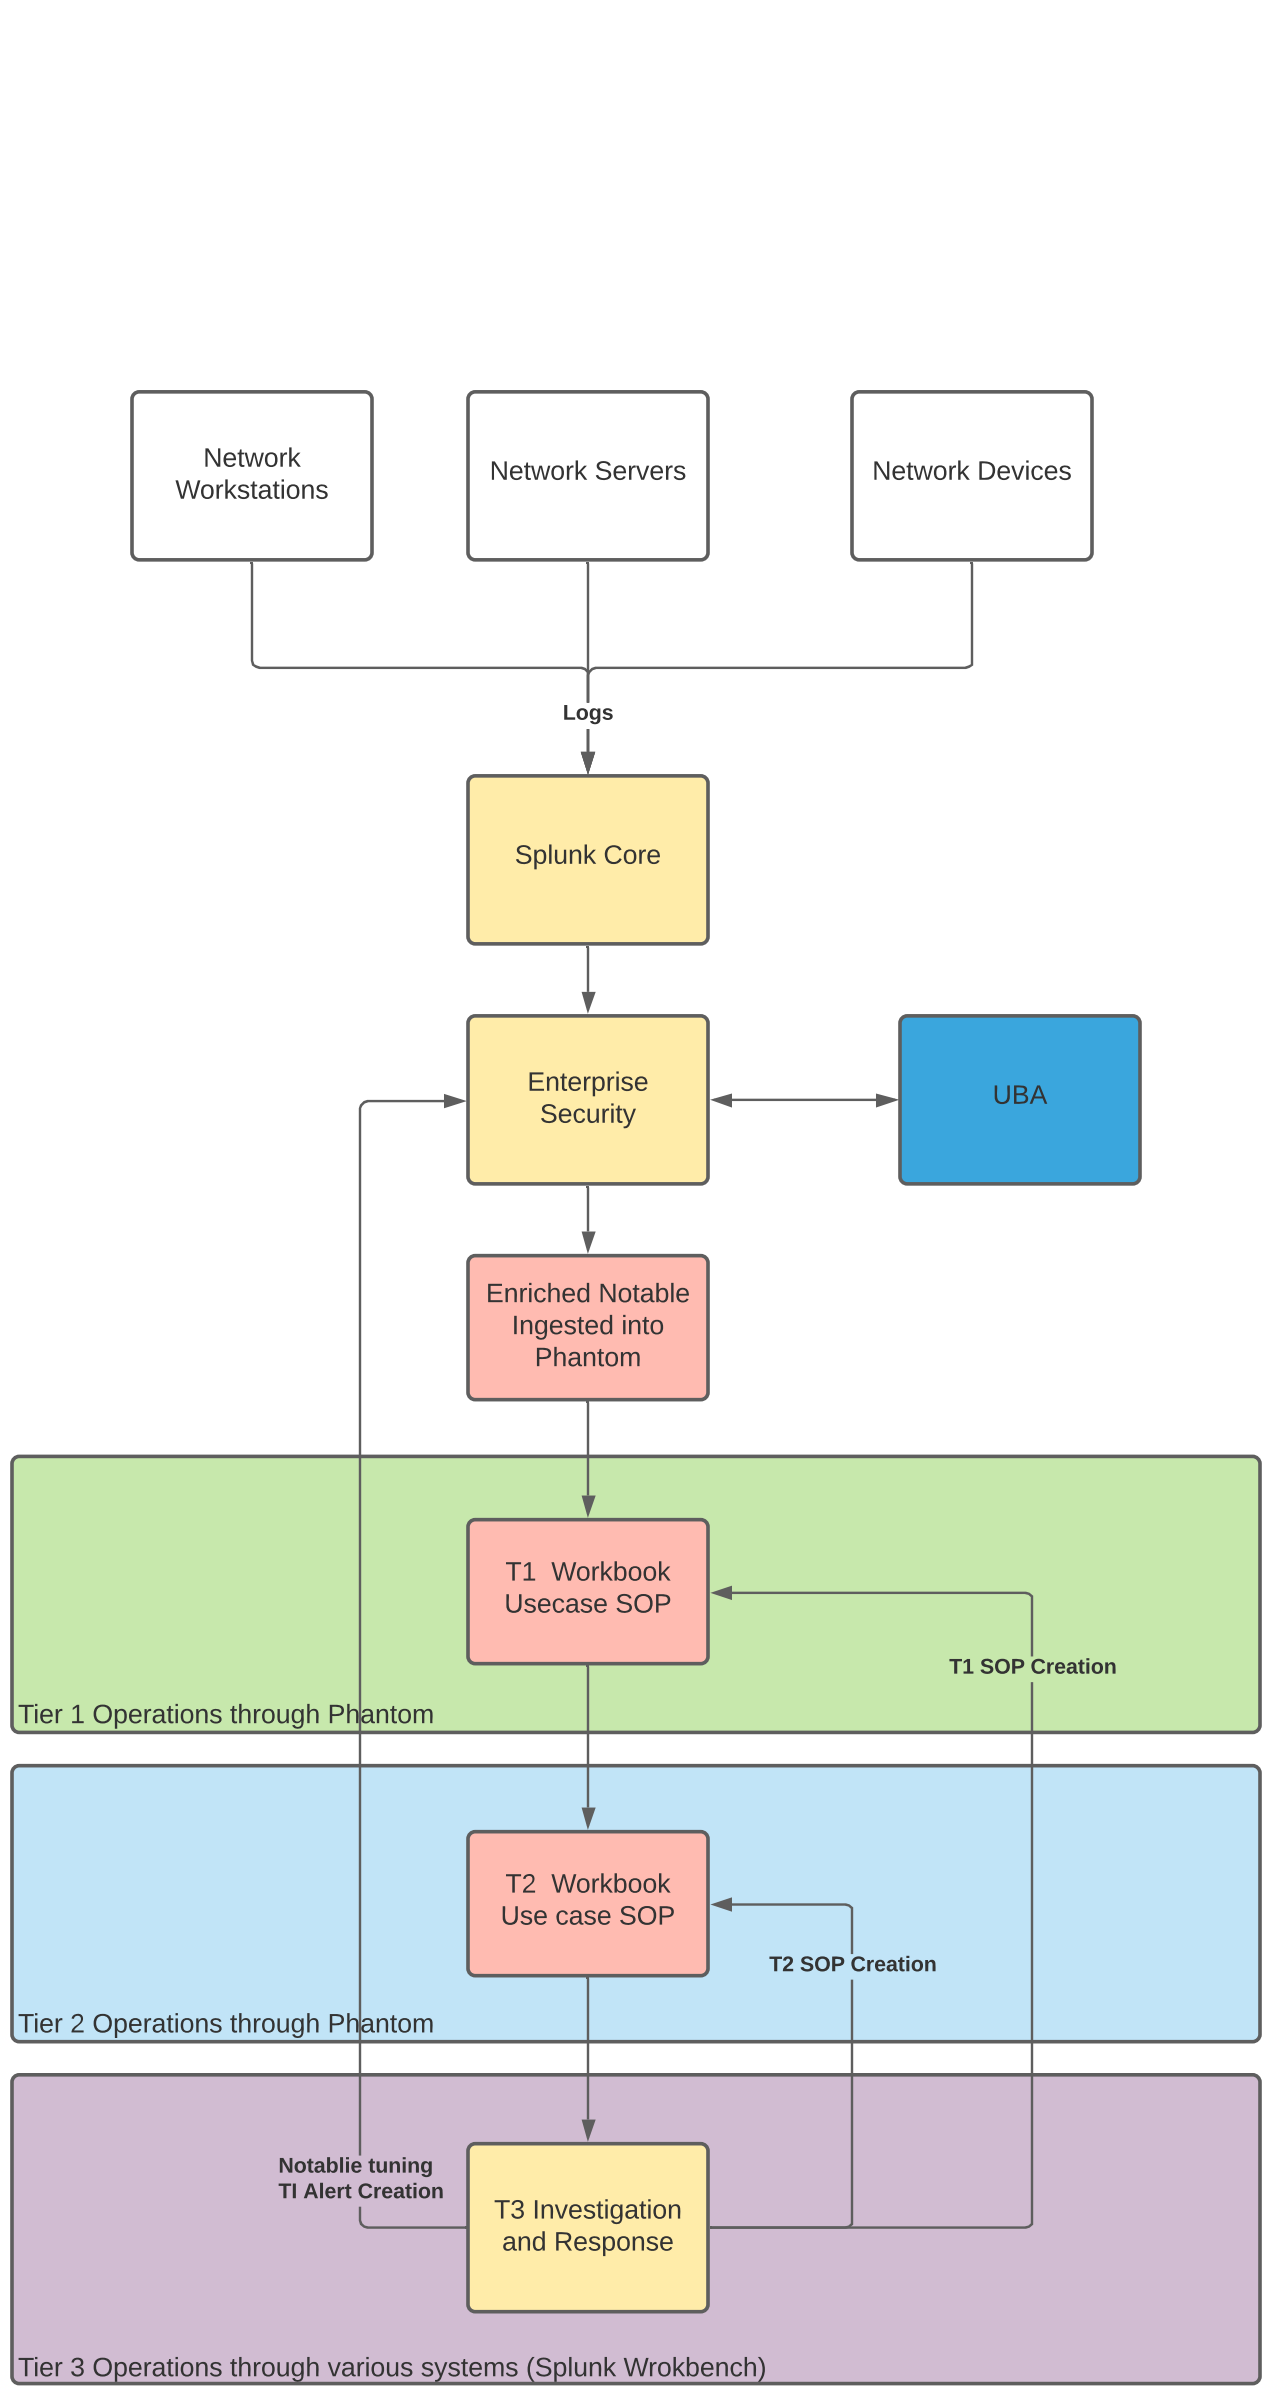 Network
Workstations
Network Servers
Network Devices
Logs
Splunk Core
Enterprise
Security
UBA
Enriched Notable
Ingested into
Phantom
T1  Workbook
Usecase SOP
T1 SOP Creation
Tier 1 Operations through Phantom
T2  Workbook
Use case SOP
T2 SOP Creation
Tier 2 Operations through Phantom
Notablie tuning
TI Alert Creation
T3 Investigation
and Response
Tier 3 Operations through various systems (Splunk Wrokbench)